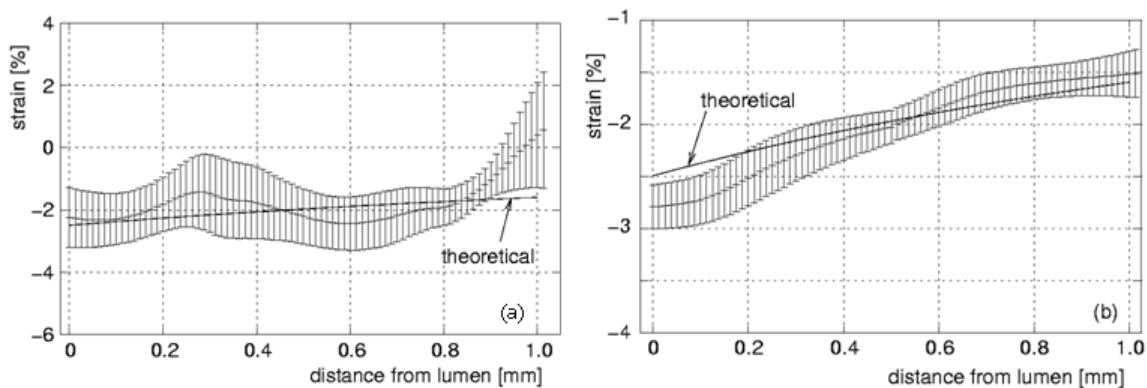 strain [%]
4
2
0
−2
−4
−6
theoretical
(a)
0
0.2
0.4
0.6
0.8
1.0
distance from lumen [mm]
strain [%]
−1
−2
−3
−4
theoretical
(b)
0
0.2
0.4
0.6
0.8
1.0
distance from lumen [mm]